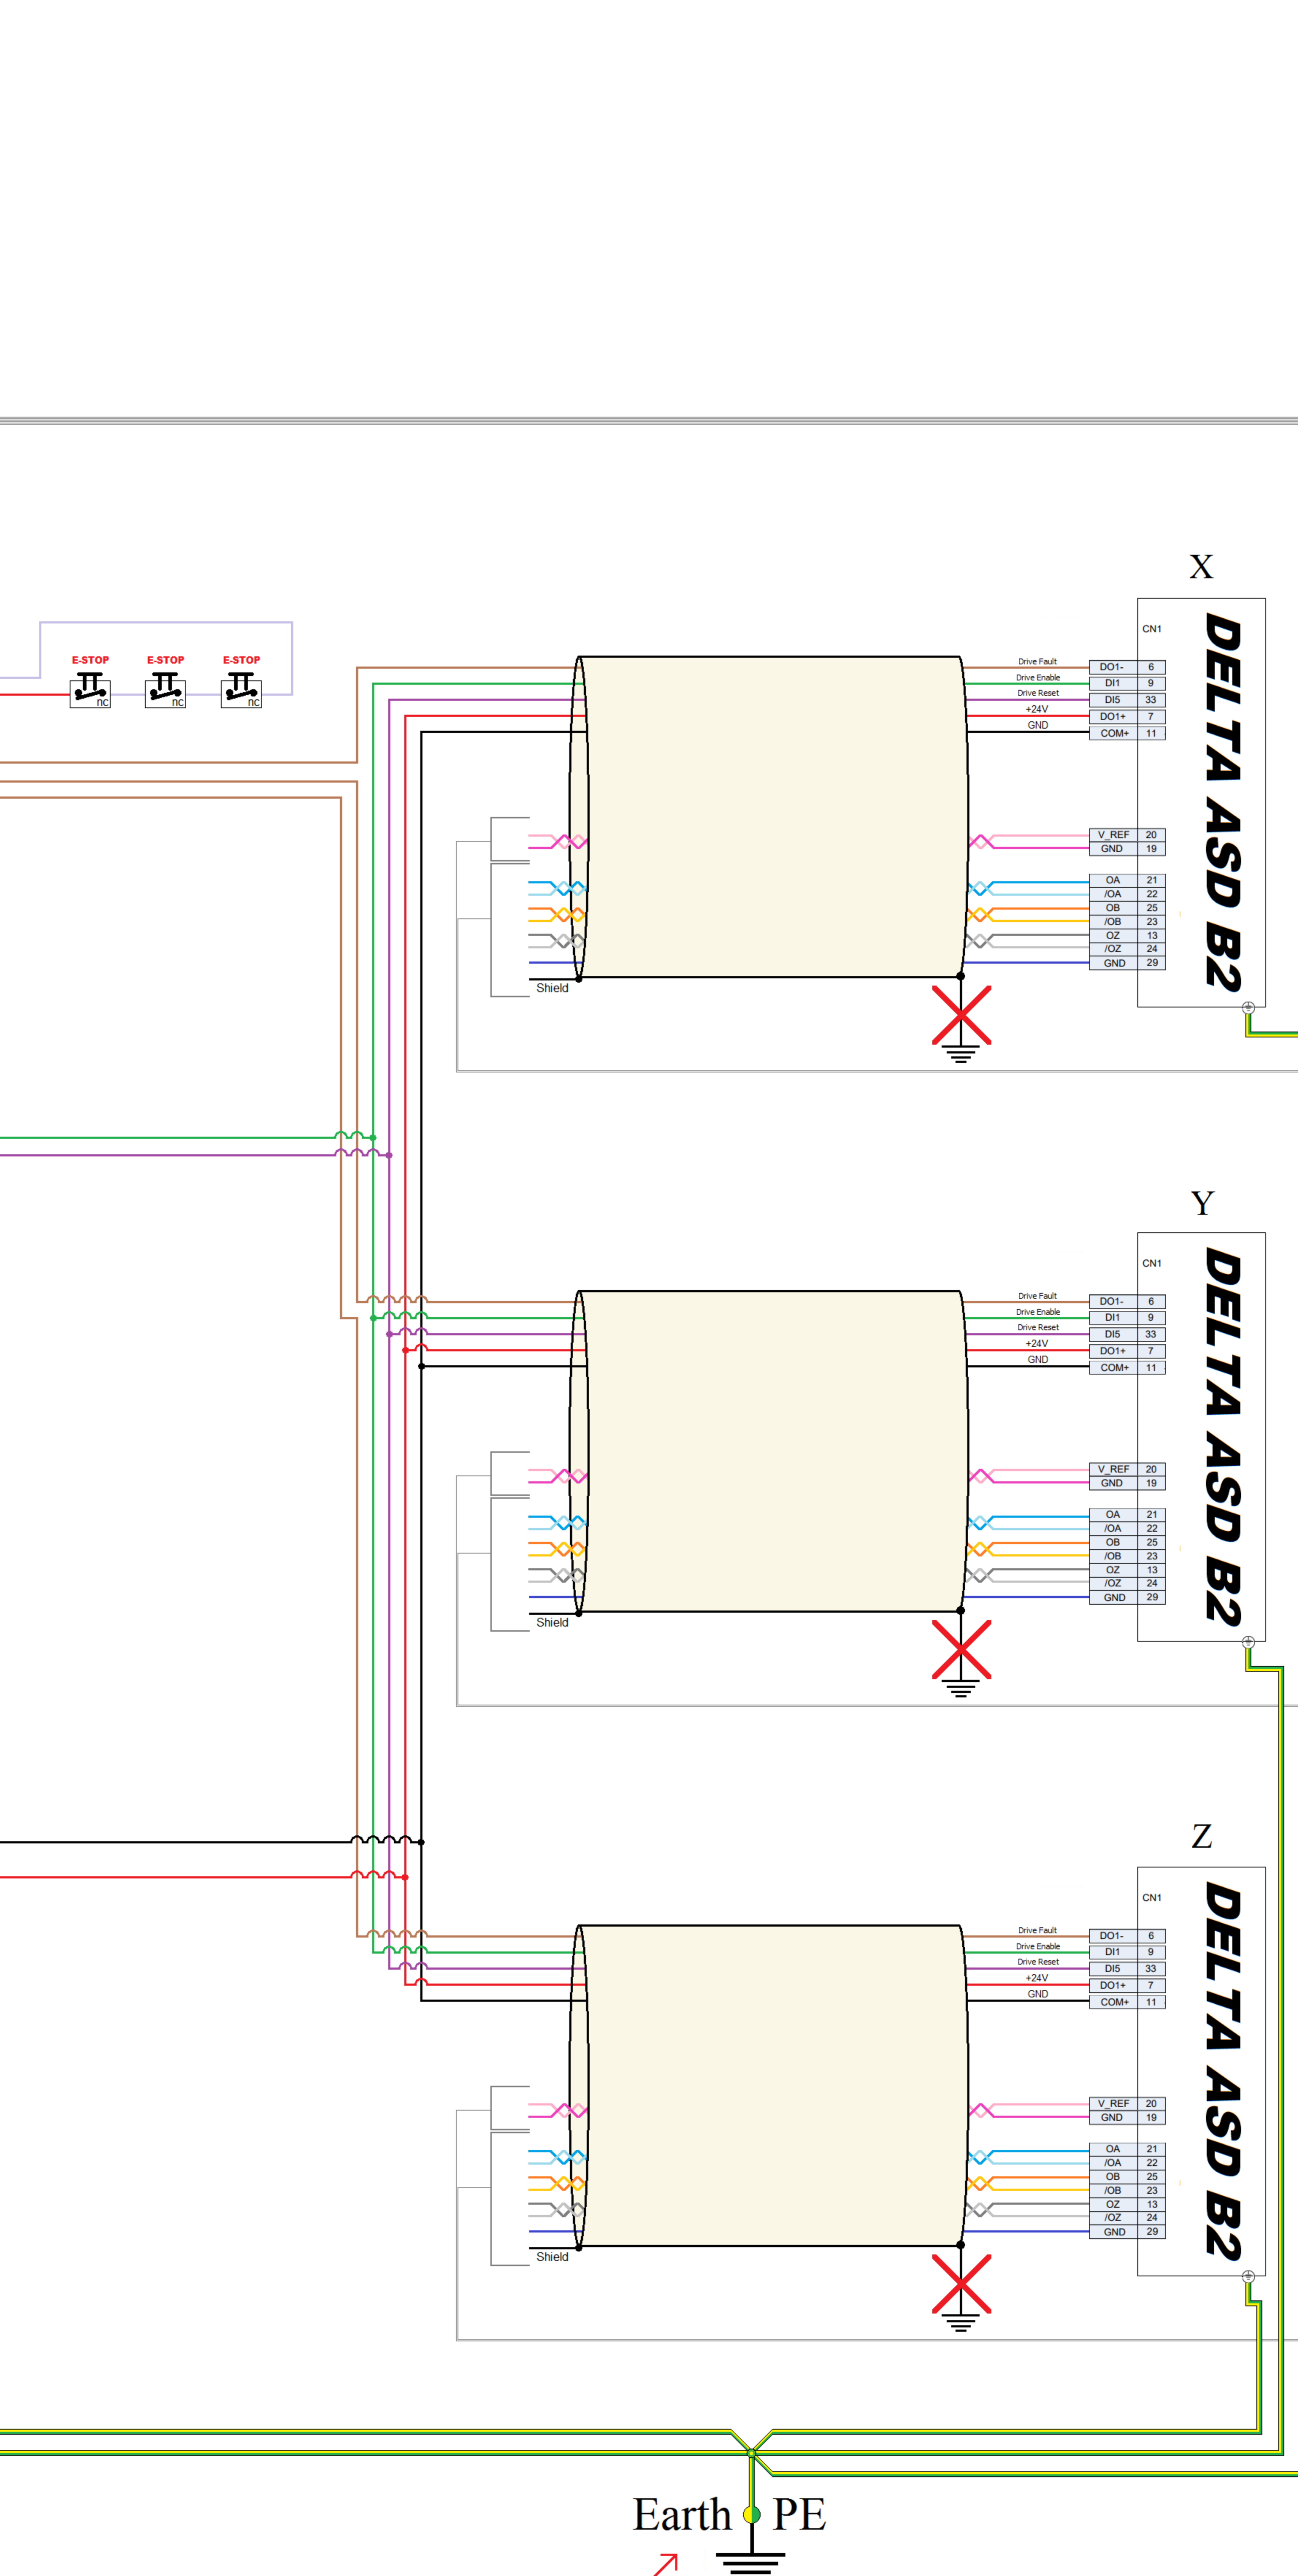 X
CN1
DELTA ASD B2
E-STOP E-STOP E-STOP
nc nc nc
Drive Fault DO1- 6
Drive Enable DI1 9
Drive Reset DI5 33
+24V DO1+ 7
GND COM+ 11
V_REF 20
GND 19
OA 21
/OA 22
OB 25
/OB 23
OZ 13
/OZ 24
GND 29
Shield
Y
CN1
DELTA ASD B2
Drive Fault DO1- 6
Drive Enable DI1 9
Drive Reset DI5 33
+24V DO1+ 7
GND COM+ 11
V_REF 20
GND 19
OA 21
/OA 22
OB 25
/OB 23
OZ 13
/OZ 24
GND 29
Shield
Z
CN1
DELTA ASD B2
Drive Fault DO1- 6
Drive Enable DI1 9
Drive Reset DI5 33
+24V DO1+ 7
GND COM+ 11
V_REF 20
GND 19
OA 21
/OA 22
OB 25
/OB 23
OZ 13
/OZ 24
GND 29
Shield
Earth PE